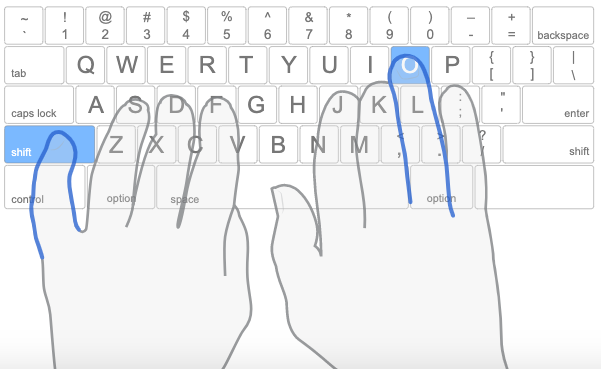 ~ ! @ # $ % ^ & * ( ) – +
` 1 2 3 4 5 6 7 8 9 0 - = backspace
tab Q W E R T Y U I O P { [ } ] | \
caps lock A S D F G H J K L : ; " ' enter
shift Z X C V B N M < , > . ? / shift
control option space option